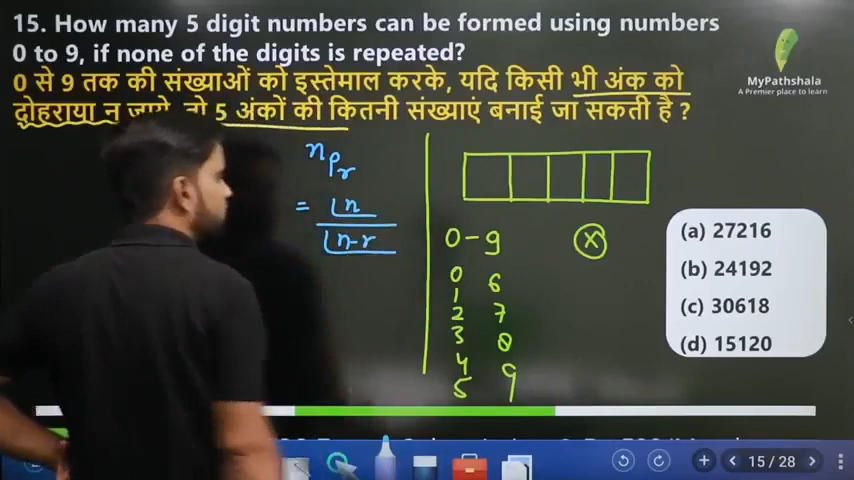 15. How many 5 digit numbers can be formed using numbers
0 to 9, if none of the digits is repeated?
0 से 9 तक की संख्याओं को इस्तेमाल करके, यदि किसी भी अंक को
दोहराया न जाये, तो 5 अंकों की कितनी संख्याएं बनाई जा सकती है ?
MyPathshala
A Premier place to learn
nPr
= ⌊n
⌊n-r
0-9
X
0 6
1
2 7
3 8
4 9
5
(a) 27216
(b) 24192
(c) 30618
(d) 15120
15 / 28